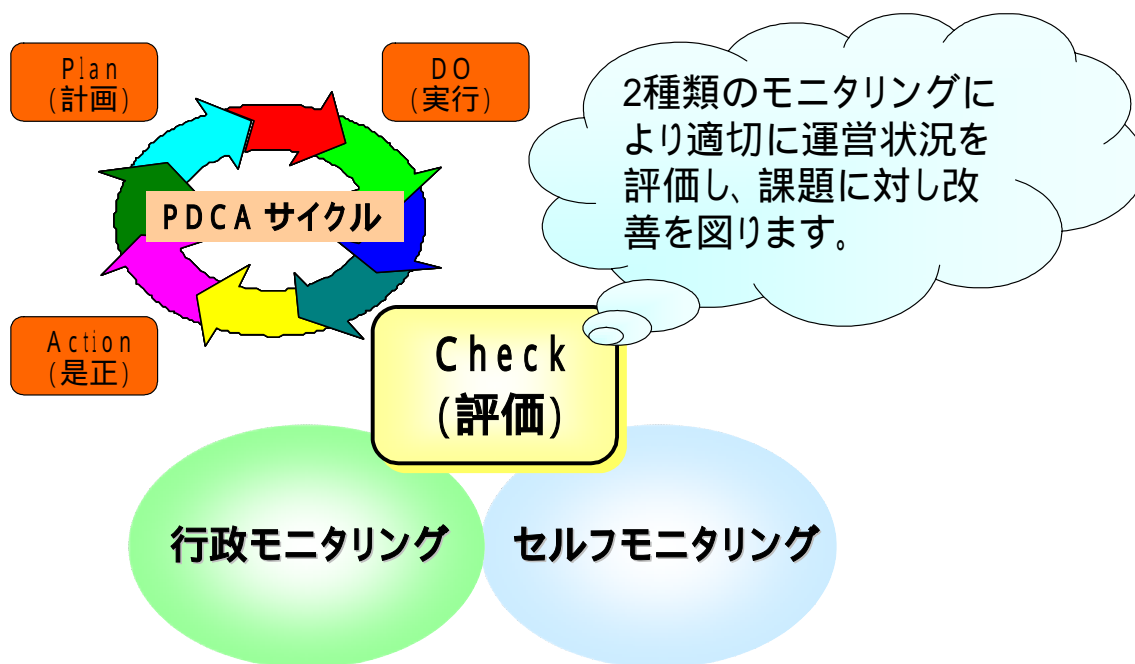 Plan
(計画)
DO
(実行)
2種類のモニタリングに
より適切に運営状況を
評価し、課題に対し改
善を図ります。
PDCA サイクル
Action
(是正)
Check
(評価)
行政モニタリング
セルフモニタリング